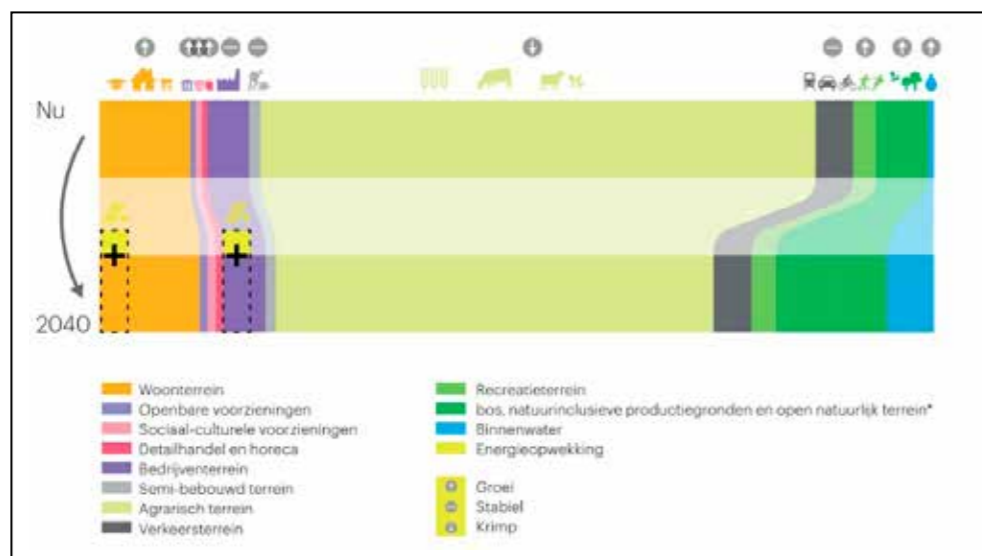 Nu
2040
Woonterrein
Openbare voorzieningen
Sociaal-culturele voorzieningen
Detailhandel en horeca
Bedrijventerrein
Semi-bebouwd terrein
Agrarisch terrein
Verkeersterrein
Recreatieterrein
bos, natuurinclusieve productiegronden en open natuurlijk terrein*
Binnenwater
Energieopwekking
Groei
Stabiel
Krimp